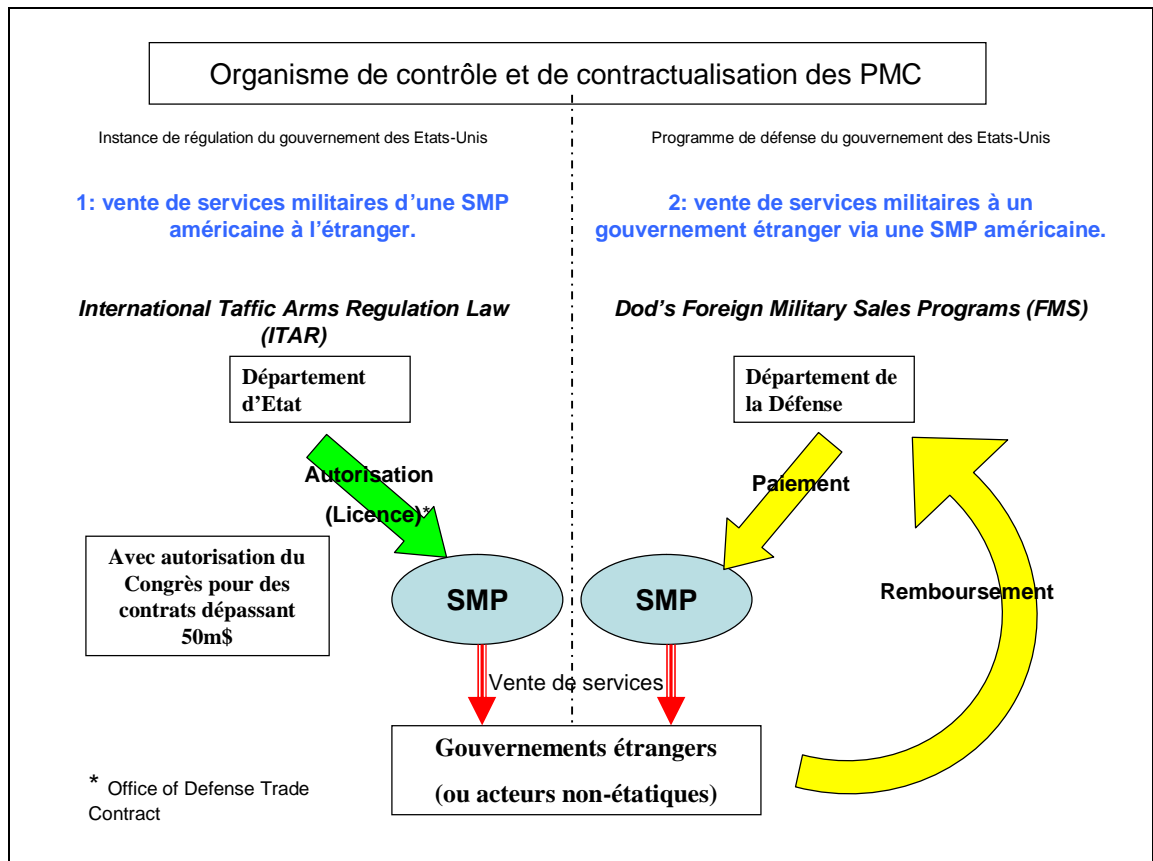 Organisme de contrôle et de contractualisation des PMC
Instance de régulation du gouvernement des Etats-Unis
1: vente de services militaires d’une SMP
américaine à l’étranger.
International Taffic Arms Regulation Law
(ITAR)
Département
d’Etat
Autorisation
(Licence)*
Avec autorisation du
Congrès pour des
contrats dépassant
50m$
SMP
Programme de défense du gouvernement des Etats-Unis
2: vente de services militaires à un
gouvernement étranger via une SMP américaine.
Dod’s Foreign Military Sales Programs (FMS)
Département de
la Défense
Paiement
SMP
Remboursement
Vente de services
Gouvernements étrangers
(ou acteurs non-étatiques)
* Office of Defense Trade
Contract